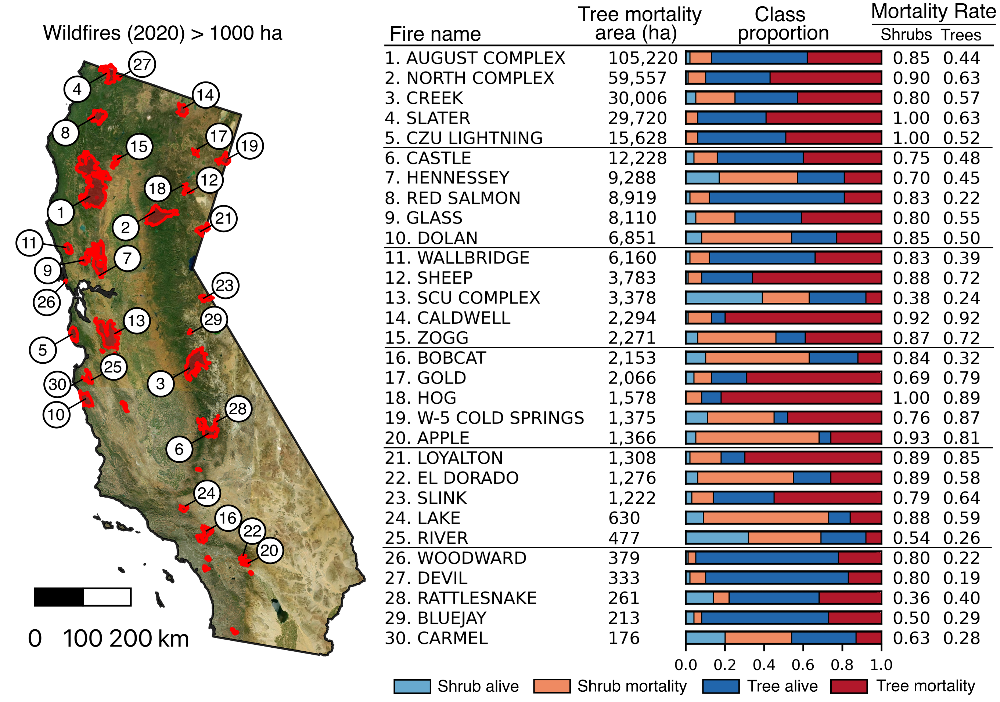 Wildfires (2020) > 1000 ha
27
4
14
8
17
15
19
12
18
1
2
21
11
7
9
23
26
29
13
5
25
30
3
10
28
6
24
16
22
20
0 100 200 km
Fire name Tree mortality area (ha) Class proportion Mortality Rate
Shrubs Trees
1. AUGUST COMPLEX 105,220 0.85 0.44
2. NORTH COMPLEX 59,557 0.90 0.63
3. CREEK 30,006 0.80 0.57
4. SLATER 29,720 1.00 0.63
5. CZU LIGHTNING 15,628 1.00 0.52
6. CASTLE 12,228 0.75 0.48
7. HENNESSEY 9,288 0.70 0.45
8. RED SALMON 8,919 0.83 0.22
9. GLASS 8,110 0.80 0.55
10. DOLAN 6,851 0.85 0.50
11. WALLBRIDGE 6,160 0.83 0.39
12. SHEEP 3,783 0.88 0.72
13. SCU COMPLEX 3,378 0.38 0.24
14. CALDWELL 2,294 0.92 0.92
15. ZOGG 2,271 0.87 0.72
16. BOBCAT 2,153 0.84 0.32
17. GOLD 2,066 0.69 0.79
18. HOG 1,578 1.00 0.89
19. W-5 COLD SPRINGS 1,375 0.76 0.87
20. APPLE 1,366 0.93 0.81
21. LOYALTON 1,308 0.89 0.85
22. EL DORADO 1,276 0.89 0.58
23. SLINK 1,222 0.79 0.64
24. LAKE 630 0.88 0.59
25. RIVER 477 0.54 0.26
26. WOODWARD 379 0.80 0.22
27. DEVIL 333 0.80 0.19
28. RATTLESNAKE 261 0.36 0.40
29. BLUEJAY 213 0.50 0.29
30. CARMEL 176 0.63 0.28
0.0 0.2 0.4 0.6 0.8 1.0
Shrub alive Shrub mortality Tree alive Tree mortality